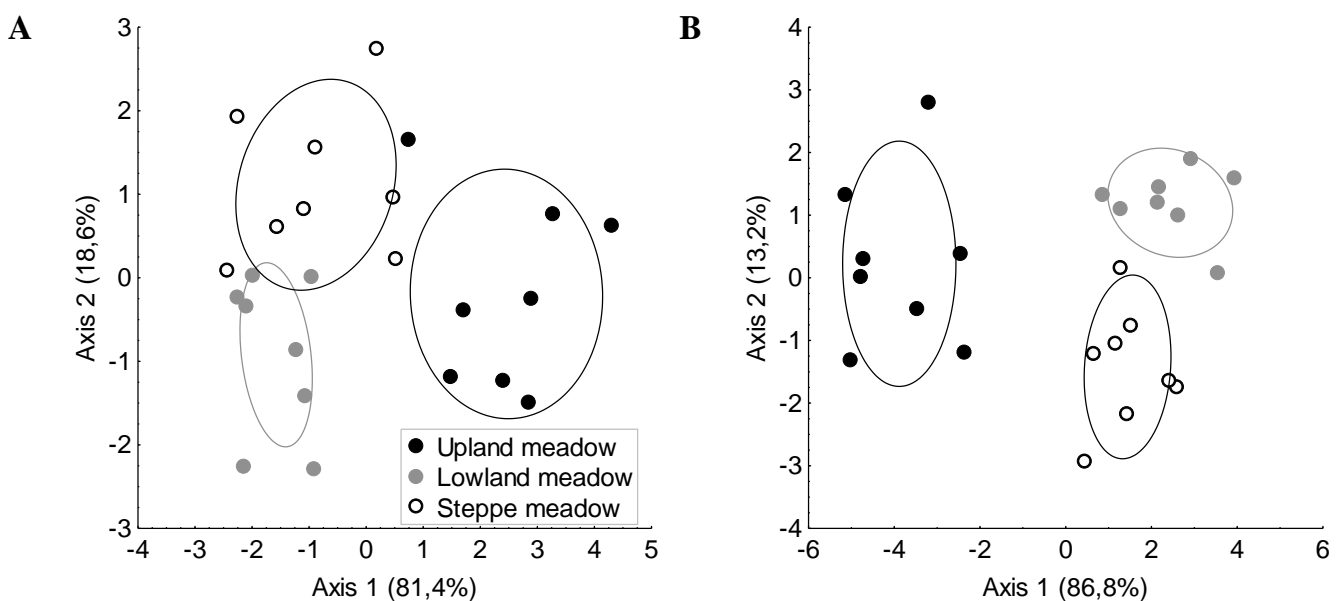 A
3
2
1
0
-1
-2
-3
Axis 2 (18,6%)
-4 -3 -2 -1 0 1 2 3 4 5
Axis 1 (81,4%)
Upland meadow
Lowland meadow
Steppe meadow
B
4
3
2
1
0
-1
-2
-3
-4
Axis 2 (13,2%)
-6 -4 -2 0 2 4 6
Axis 1 (86,8%)